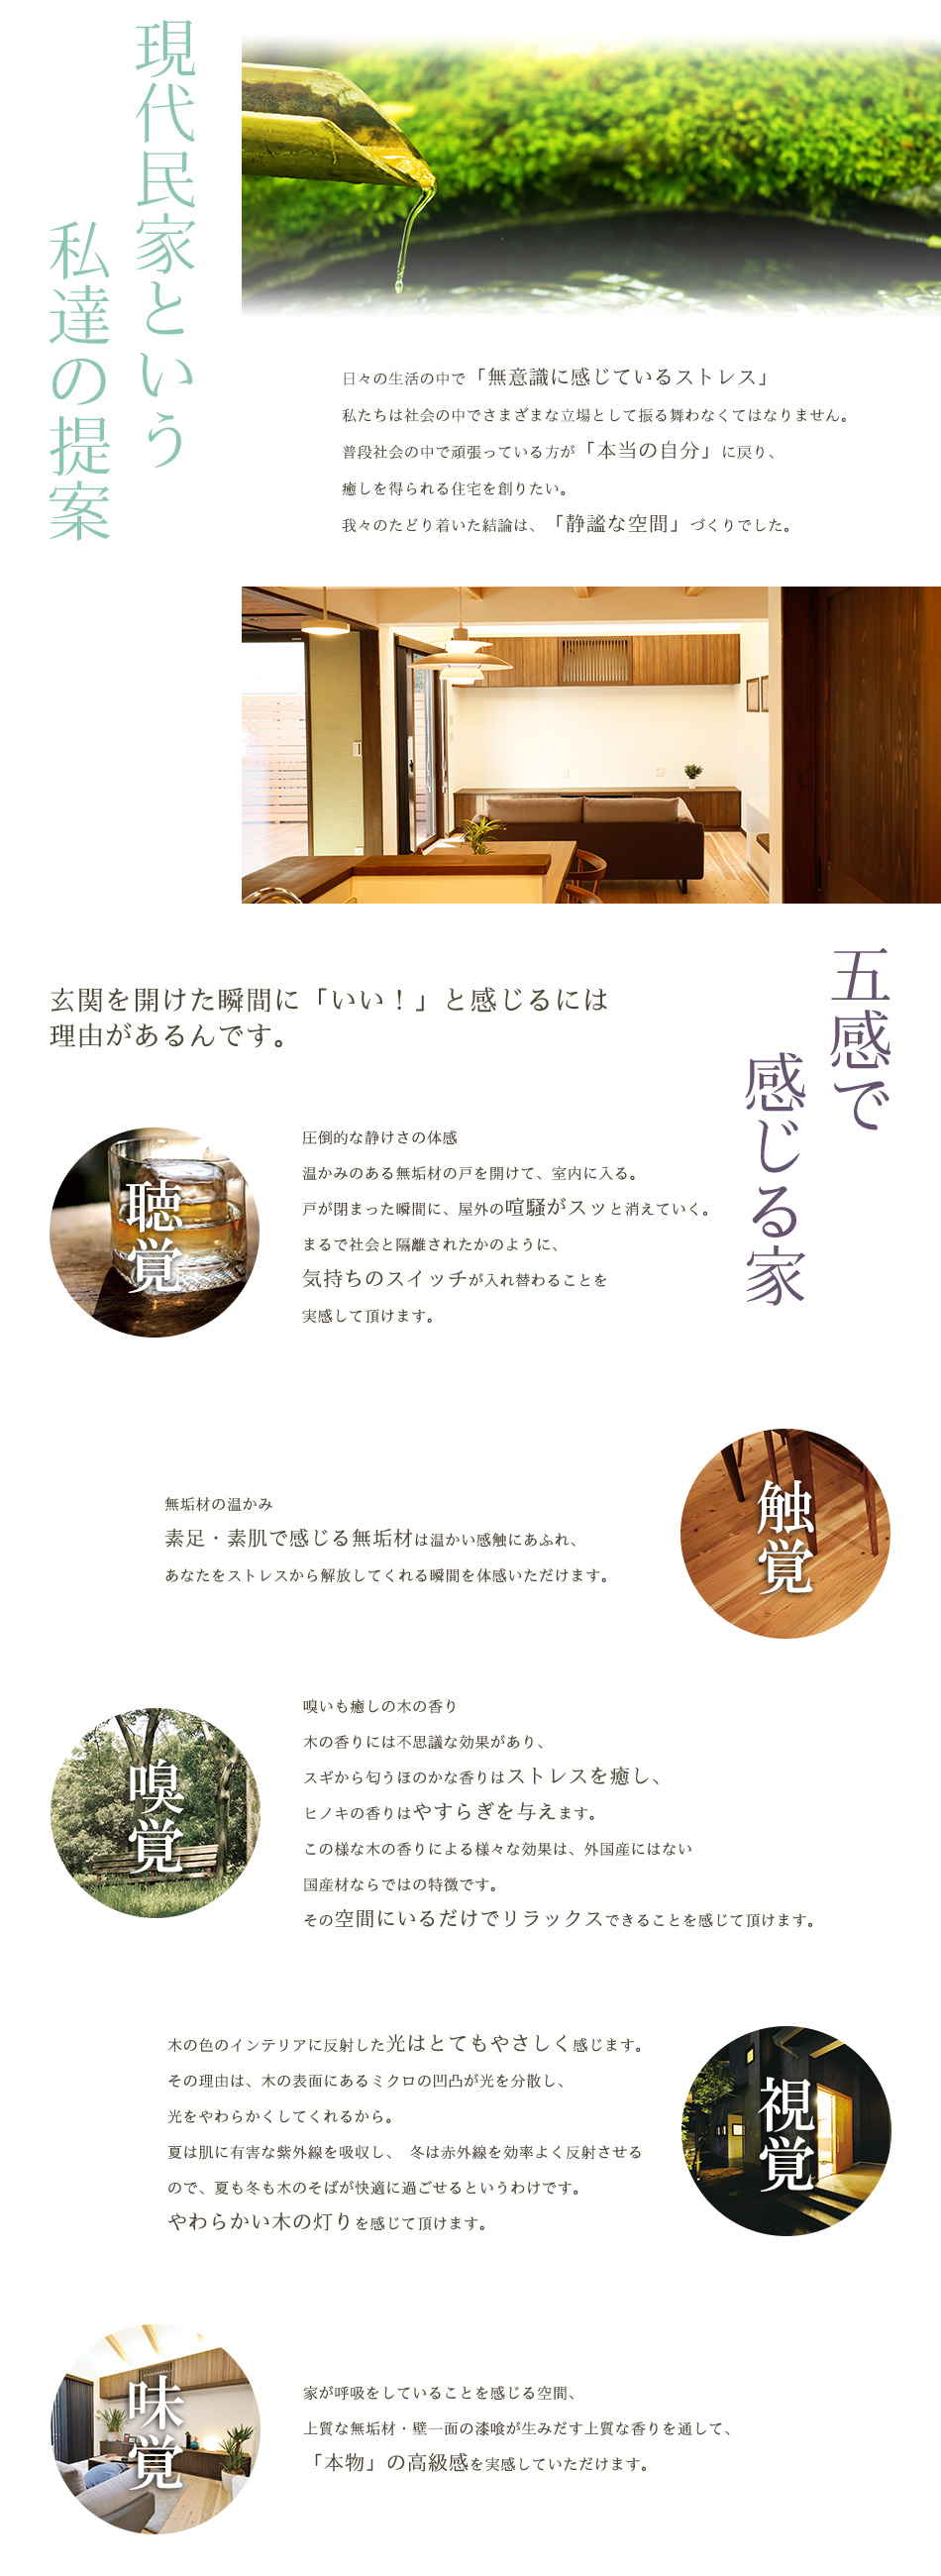 現代民家という
私達の提案
日々の生活の中で「無意識に感じているストレス」
私たちは社会の中でさまざまな立場として振る舞わなくてはなりません。
普段社会の中で頑張っている方が「本当の自分」に戻り、
癒しを得られる住宅を創りたい。
我々のたどり着いた結論は、「静謐な空間」づくりでした。
五感で
感じる家
玄関を開けた瞬間に「いい！」と感じるには
理由があるんです。
聴覚
圧倒的な静けさの体感
温かみのある無垢材の戸を開けて、室内に入る。
戸が閉まった瞬間に、屋外の喧騒がスッと消えていく。
まるで社会と隔離されたかのように、
気持ちのスイッチが入れ替わることを
実感して頂けます。
無垢材の温かみ
素足・素肌で感じる無垢材は温かい感触にあふれ、
あなたをストレスから解放してくれる瞬間を体感いただけます。
触覚
嗅覚
嗅いも癒しの木の香り
木の香りには不思議な効果があり、
スギから匂うほのかな香りはストレスを癒し、
ヒノキの香りはやすらぎを与えます。
この様な木の香りによる様々な効果は、外国産にはない
国産材ならではの特徴です。
その空間にいるだけでリラックスできることを感じて頂けます。
木の色のインテリアに反射した光はとてもやさしく感じます。
その理由は、木の表面にあるミクロの凹凸が光を分散し、
光をやわらかくしてくれるから。
夏は肌に有害な紫外線を吸収し、 冬は赤外線を効率よく反射させる
ので、夏も冬も木のそばが快適に過ごせるというわけです。
やわらかい木の灯りを感じて頂けます。
視覚
味覚
家が呼吸をしていることを感じる空間、
上質な無垢材・壁一面の漆喰が生みだす上質な香りを通して、
「本物」の高級感を実感していただけます。